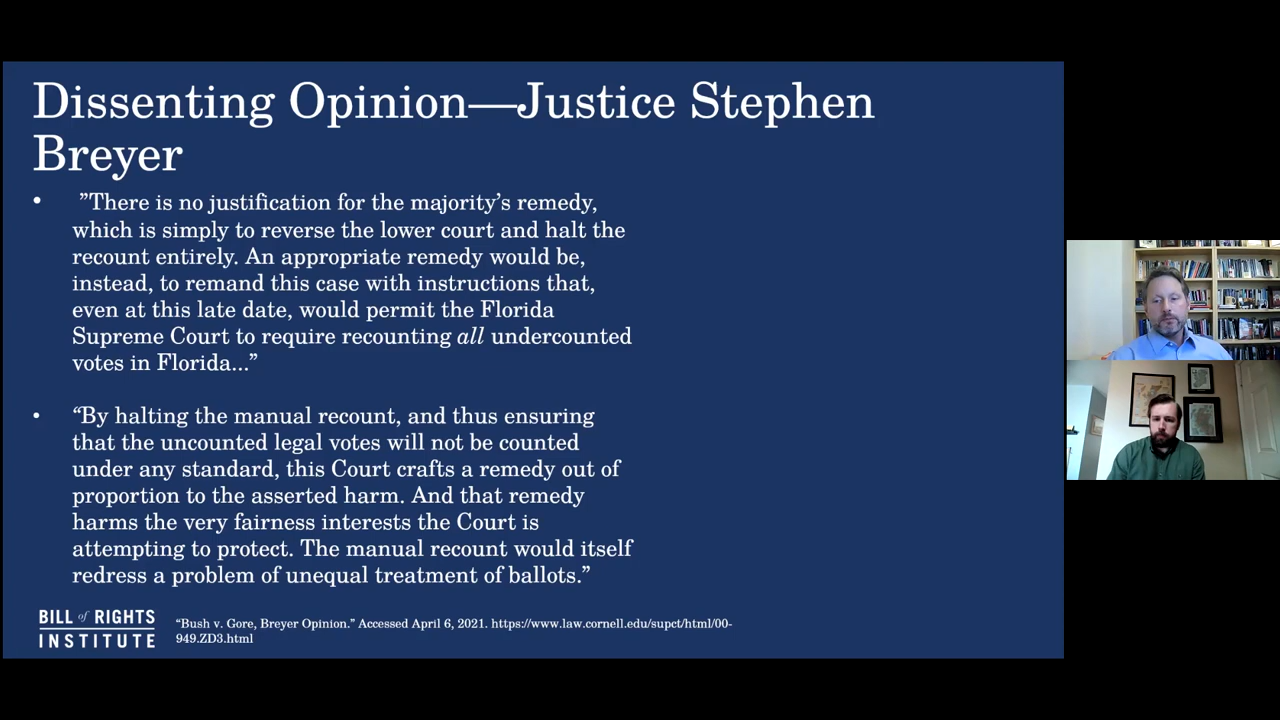 Dissenting Opinion—Justice Stephen
Breyer
• ”There is no justification for the majority’s remedy,
which is simply to reverse the lower court and halt the
recount entirely. An appropriate remedy would be,
instead, to remand this case with instructions that,
even at this late date, would permit the Florida
Supreme Court to require recounting all undercounted
votes in Florida...”
• “By halting the manual recount, and thus ensuring
that the uncounted legal votes will not be counted
under any standard, this Court crafts a remedy out of
proportion to the asserted harm. And that remedy
harms the very fairness interests the Court is
attempting to protect. The manual recount would itself
redress a problem of unequal treatment of ballots.”
BILL of RIGHTS
INSTITUTE
“Bush v. Gore, Breyer Opinion.” Accessed April 6, 2021. https://www.law.cornell.edu/supct/html/00-
949.ZD3.html